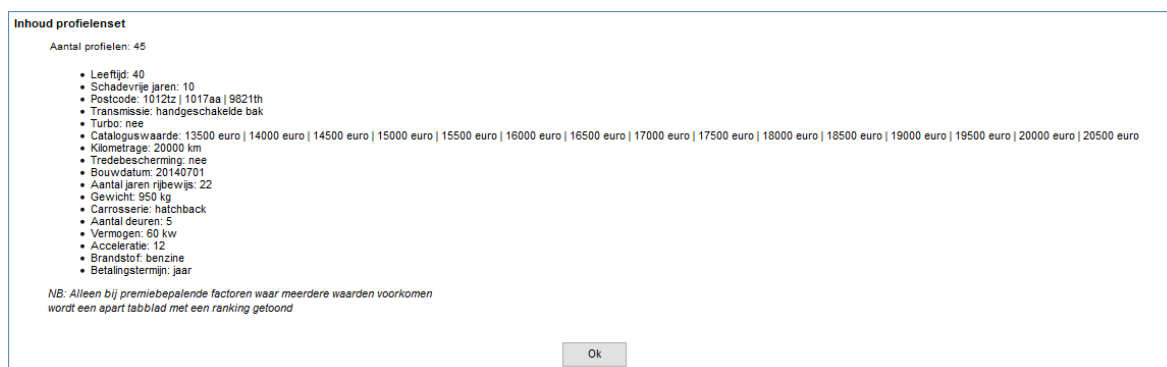 Inhoud profielenset
Aantal profielen: 45
• Leeftijd: 40
• Schadevrije jaren: 10
• Postcode: 1012tz | 1017aa | 9821th
• Transmissie: handgeschakelde bak
• Turbo: nee
• Cataloguswaarde: 13500 euro | 14000 euro | 14500 euro | 15000 euro | 15500 euro | 16000 euro | 16500 euro | 17000 euro | 17500 euro | 18000 euro | 18500 euro | 19000 euro | 19500 euro | 20000 euro | 20500 euro
• Kilometrage: 20000 km
• Tredebescherming: nee
• Bouwdatum: 20140701
• Aantal jaren rijbewijs: 22
• Gewicht: 950 kg
• Carrosserie: hatchback
• Aantal deuren: 5
• Vermogen: 60 kw
• Acceleratie: 12
• Brandstof: benzine
• Betalingstermijn: jaar
NB: Alleen bij premiebepalende factoren waar meerdere waarden voorkomen
wordt een apart tabblad met een ranking getoond
Ok